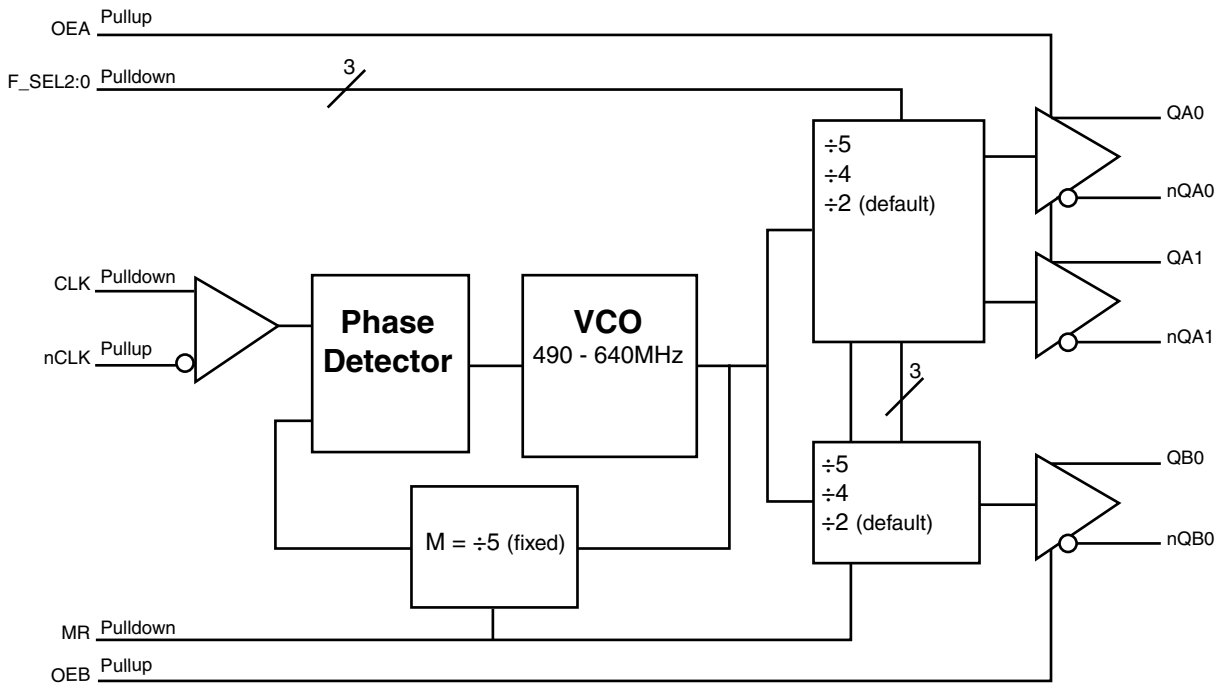 OEA Pullup
F_SEL2:0 Pulldown
3
÷5
÷4
÷2 (default)
QA0
nQA0
QA1
nQA1
CLK Pulldown
nCLK Pullup
Phase
Detector
VCO
490 - 640MHz
3
÷5
÷4
÷2 (default)
QB0
nQB0
M = ÷5 (fixed)
MR Pulldown
OEB Pullup